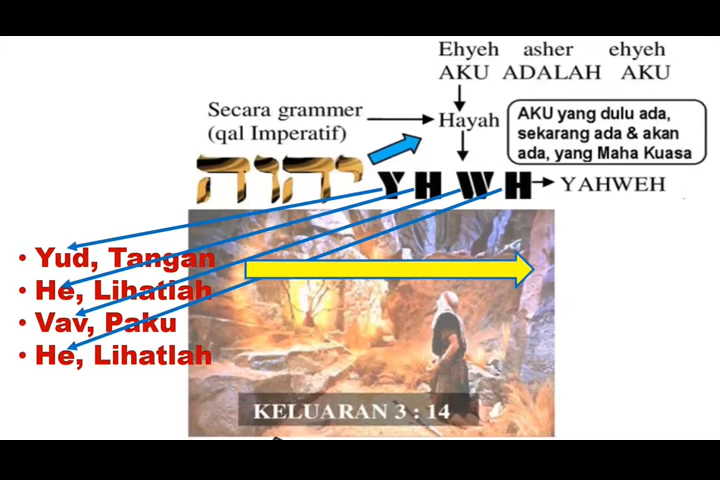 Ehyeh asher ehyeh
AKU ADALAH AKU
Secara grammer
(qal Imperatif)
Hayah
AKU yang dulu ada,
sekarang ada & akan
ada, yang Maha Kuasa
יהוה
YHWH
YAHWEH
• Yud, Tangan
• He, Lihatlah
• Vav, Paku
• He, Lihatlah
KELUARAN 3 : 14